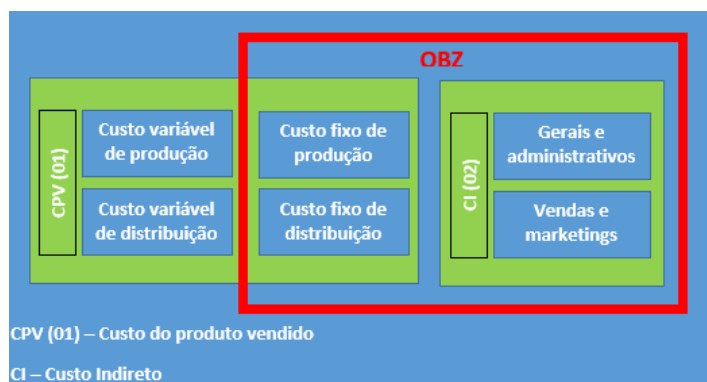 OBZ
CPV (01)
Custo variável
de produção
Custo variável
de distribuição
Custo fixo de
produção
Custo fixo de
distribuição
CI (02)
Gerais e
administrativos
Vendas e
marketings
CPV (01) – Custo do produto vendido
CI – Custo Indireto